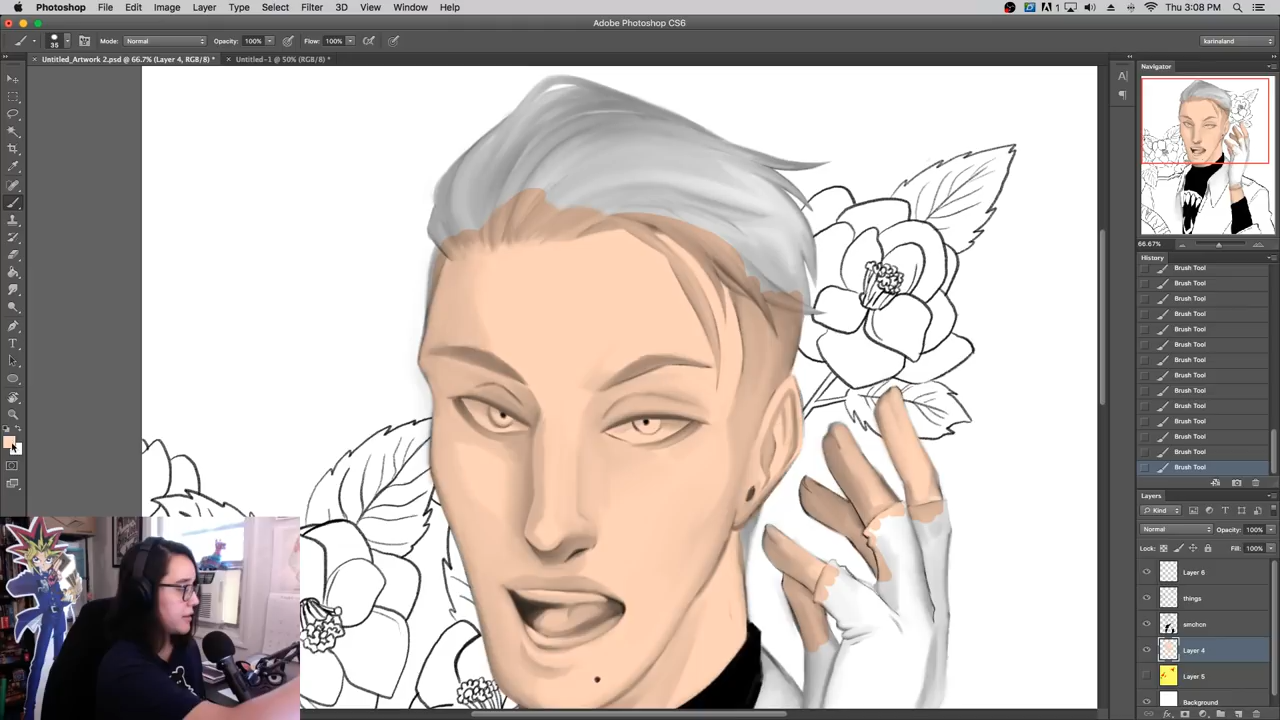 Photoshop File Edit Image Layer Type Select Filter 3D View Window Help
1 Thu 3:08 PM
Adobe Photoshop CS6
35 Mode: Normal Opacity: 100% Flow: 100% karinaland
Untitled_Artwork 2.psd @ 66.7% (Layer 4, RGB/8) * Untitled-1 @ 50% (RGB/8) *
Navigator
66.67%
History
Brush Tool
Brush Tool
Brush Tool
Brush Tool
Brush Tool
Brush Tool
Brush Tool
Brush Tool
Brush Tool
Brush Tool
Brush Tool
Brush Tool
Brush Tool
Brush Tool
Layers
Kind
Normal Opacity: 100%
Lock: Fill: 100%
Layer 6
things
smchcn
Layer 4
Layer 5
Background